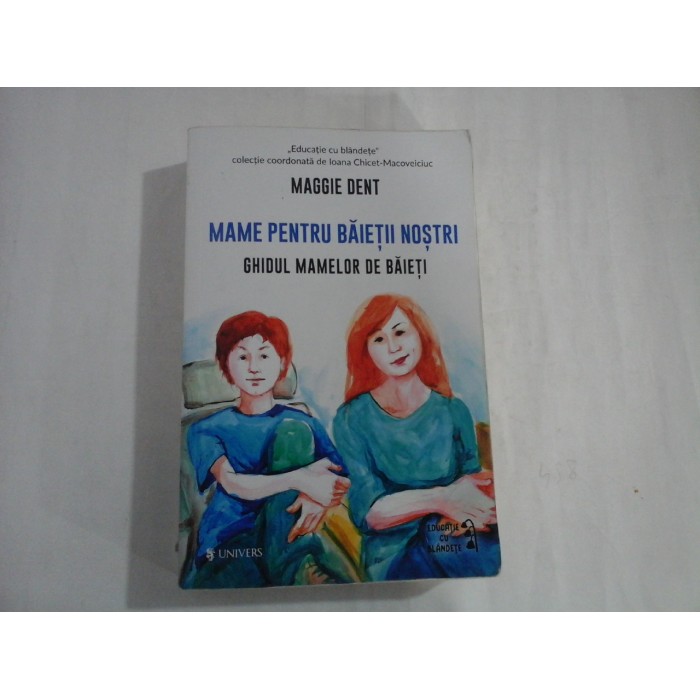 „Educație cu blândețe"
colecție coordonată de Ioana Chicet-Macoveiciuc
MAGGIE DENT
MAME PENTRU BĂIEȚII NOȘTRI
GHIDUL MAMELOR DE BĂIEȚI
UNIVERS
EDUCAȚIE
CU
BLÂNDEȚE